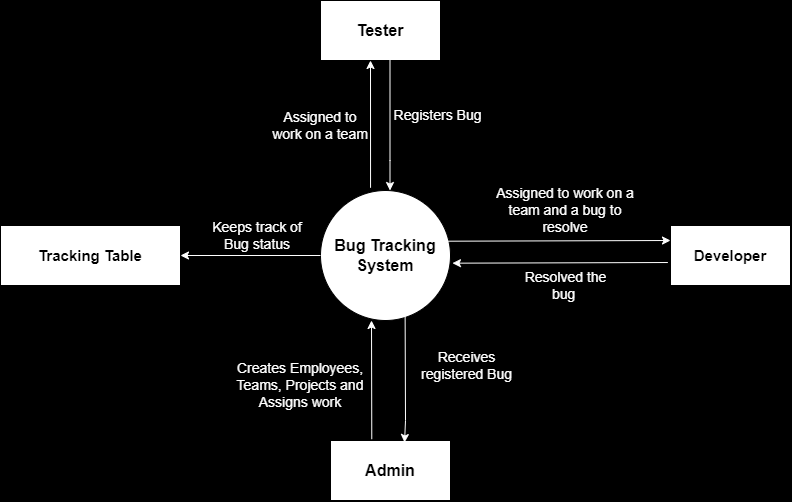 Tester
Assigned to
work on a team
Registers Bug
Assigned to work on a
team and a bug to
resolve
Keeps track of
Bug status
Tracking Table
Bug Tracking
System
Developer
Resolved the
bug
Creates Employees,
Teams, Projects and
Assigns work
Receives
registered Bug
Admin